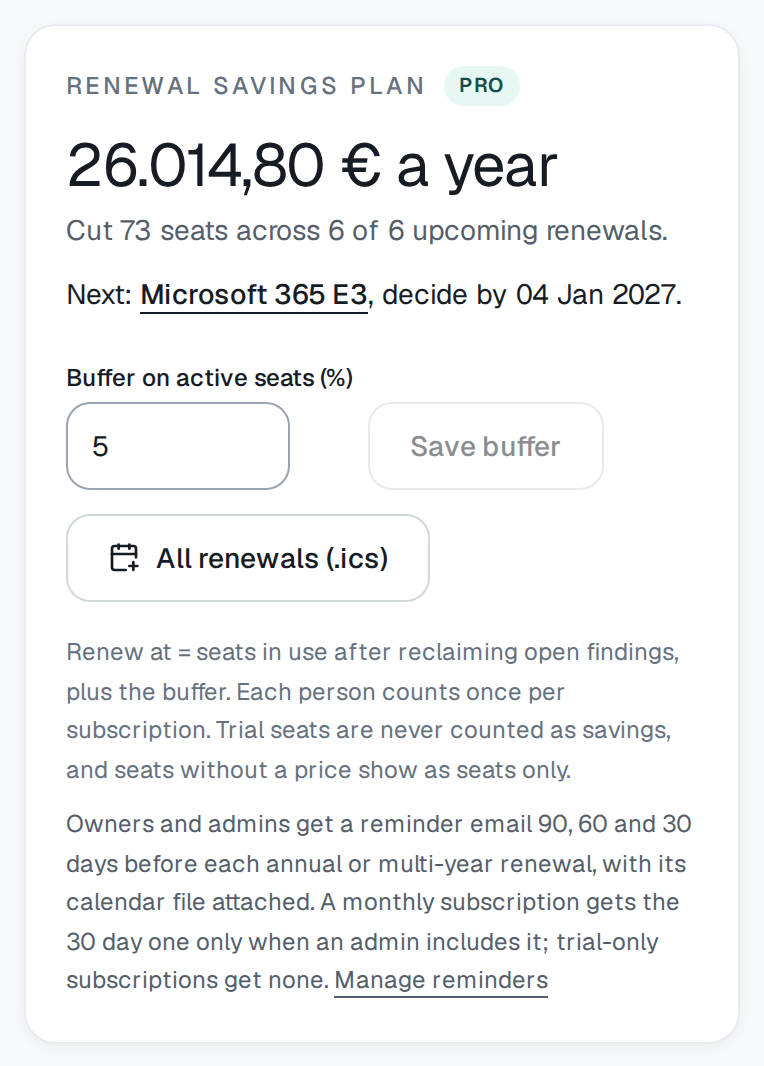 RENEWAL SAVINGS PLAN PRO
26.014,80 € a year
Cut 73 seats across 6 of 6 upcoming renewals.
Next: Microsoft 365 E3, decide by 04 Jan 2027.
Buffer on active seats (%)
5 Save buffer
All renewals (.ics)
Renew at = seats in use after reclaiming open findings,
plus the buffer. Each person counts once per
subscription. Trial seats are never counted as savings,
and seats without a price show as seats only.
Owners and admins get a reminder email 90, 60 and 30
days before each annual or multi-year renewal, with its
calendar file attached. A monthly subscription gets the
30 day one only when an admin includes it; trial-only
subscriptions get none. Manage reminders